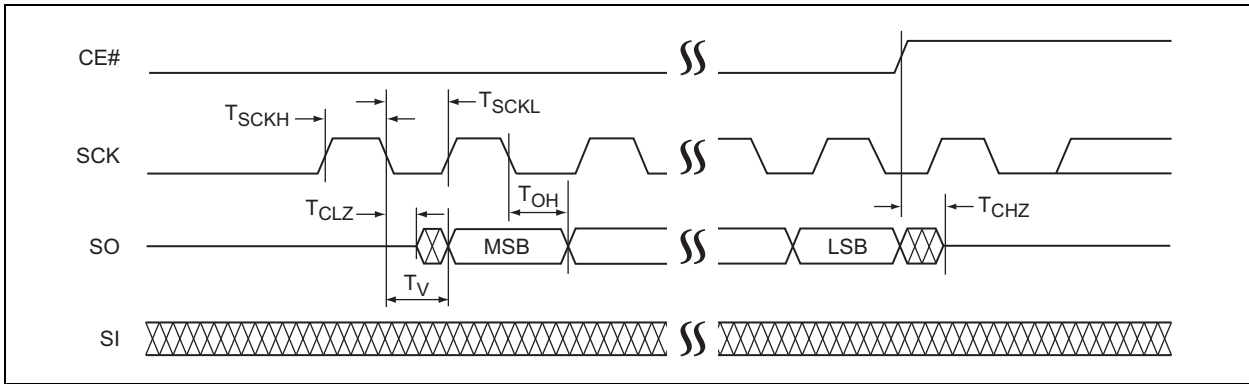 CE#
TSCKH
TSCKL
SCK
TCLZ
TOH
TCHZ
SO
MSB
LSB
TV
SI